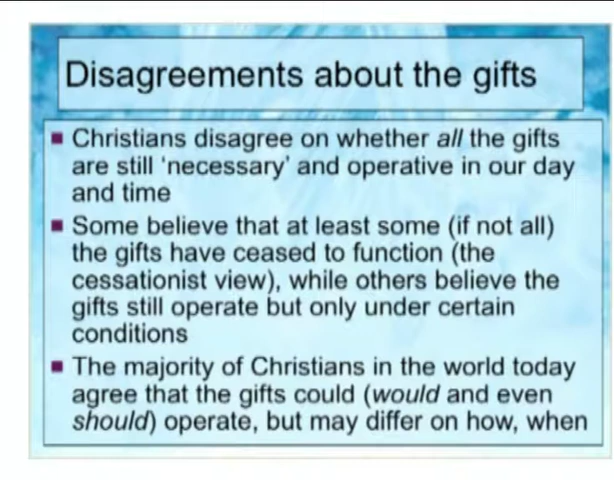 Disagreements about the gifts
Christians disagree on whether all the gifts
are still 'necessary' and operative in our day
and time
Some believe that at least some (if not all)
the gifts have ceased to function (the
cessationist view), while others believe the
gifts still operate but only under certain
conditions
The majority of Christians in the world today
agree that the gifts could (would and even
should) operate, but may differ on how, when